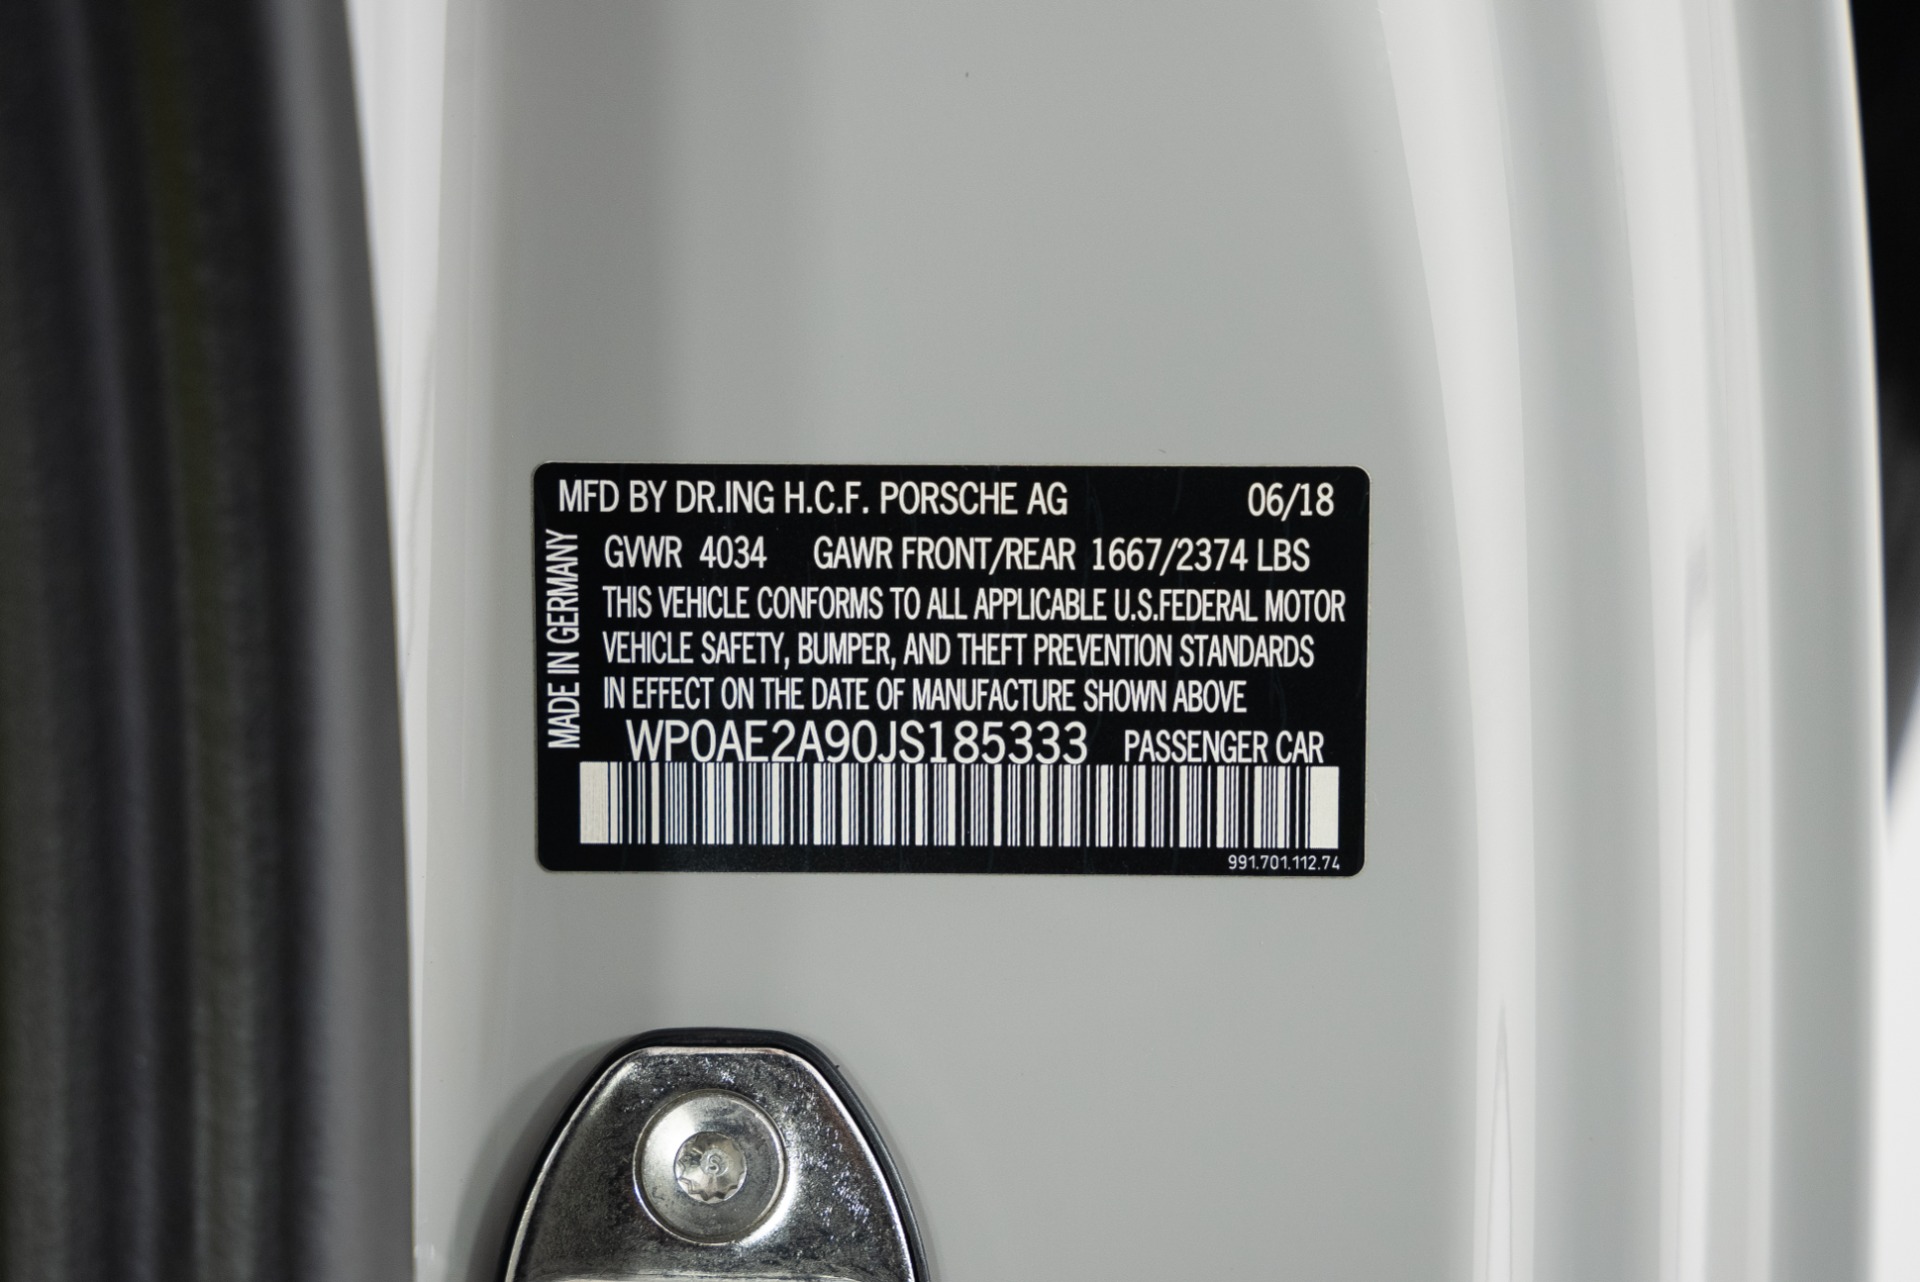 MFD BY DR.ING H.C.F. PORSCHE AG 06/18
MADE IN GERMANY
GVWR 4034 GAWR FRONT/REAR 1667/2374 LBS
THIS VEHICLE CONFORMS TO ALL APPLICABLE U.S.FEDERAL MOTOR
VEHICLE SAFETY, BUMPER, AND THEFT PREVENTION STANDARDS
IN EFFECT ON THE DATE OF MANUFACTURE SHOWN ABOVE
WP0AE2A90JS185333 PASSENGER CAR
991.701.112.74
S